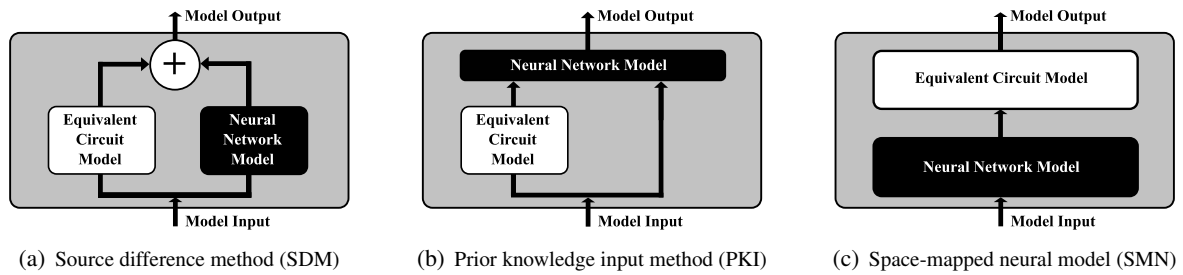 Model Output
+
Equivalent
Circuit
Model
Neural
Network
Model
Model Input
(a) Source difference method (SDM)
Model Output
Neural Network Model
Equivalent
Circuit
Model
Model Input
(b) Prior knowledge input method (PKI)
Model Output
Equivalent Circuit Model
Neural Network Model
Model Input
(c) Space-mapped neural model (SMN)